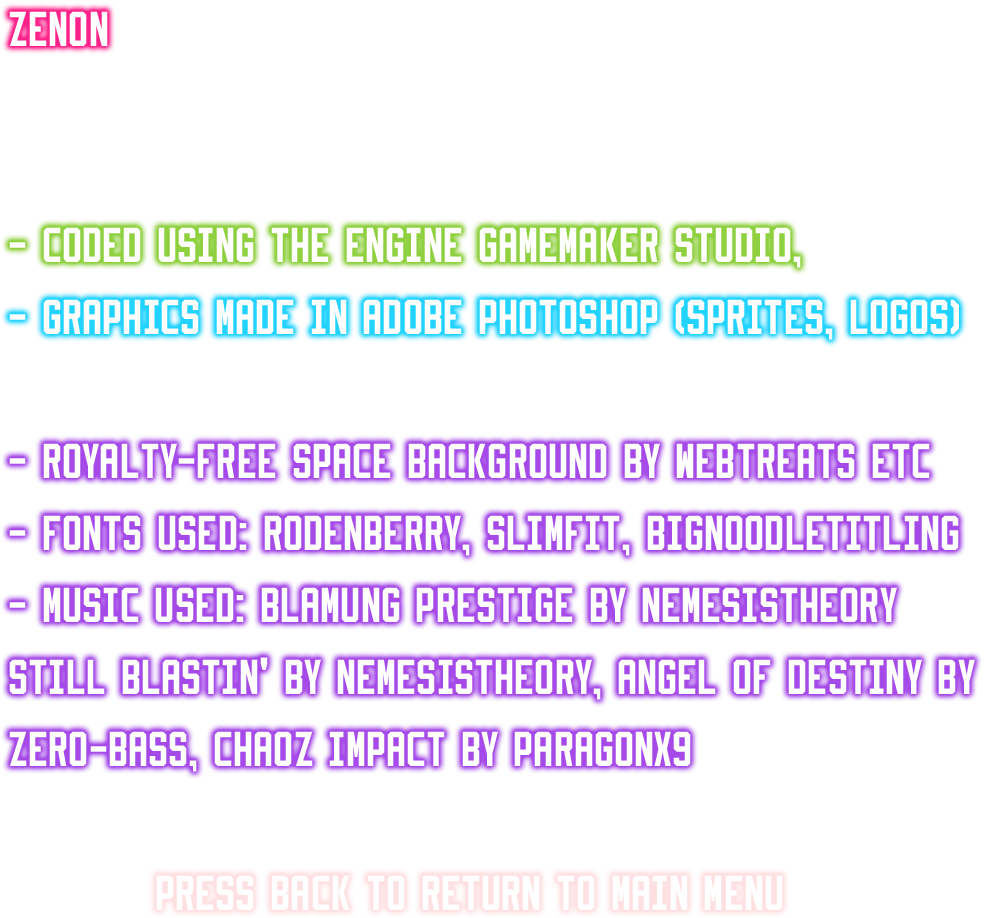 ZENON
- CODED USING THE ENGINE GAMEMAKER STUDIO,
- GRAPHICS MADE IN ADOBE PHOTOSHOP (SPRITES, LOGOS)
- ROYALTY-FREE SPACE BACKGROUND BY WEBTREATS ETC
- FONTS USED: RODENBERRY, SLIMFIT, BIGNOODLETITLING
- MUSIC USED: BLAMUNG PRESTIGE BY NEMESISTHEORY
STILL BLASTIN' BY NEMESISTHEORY, ANGEL OF DESTINY BY
ZERO-BASS, CHAOZ IMPACT BY PARAGONX9
PRESS BACK TO RETURN TO MAIN MENU